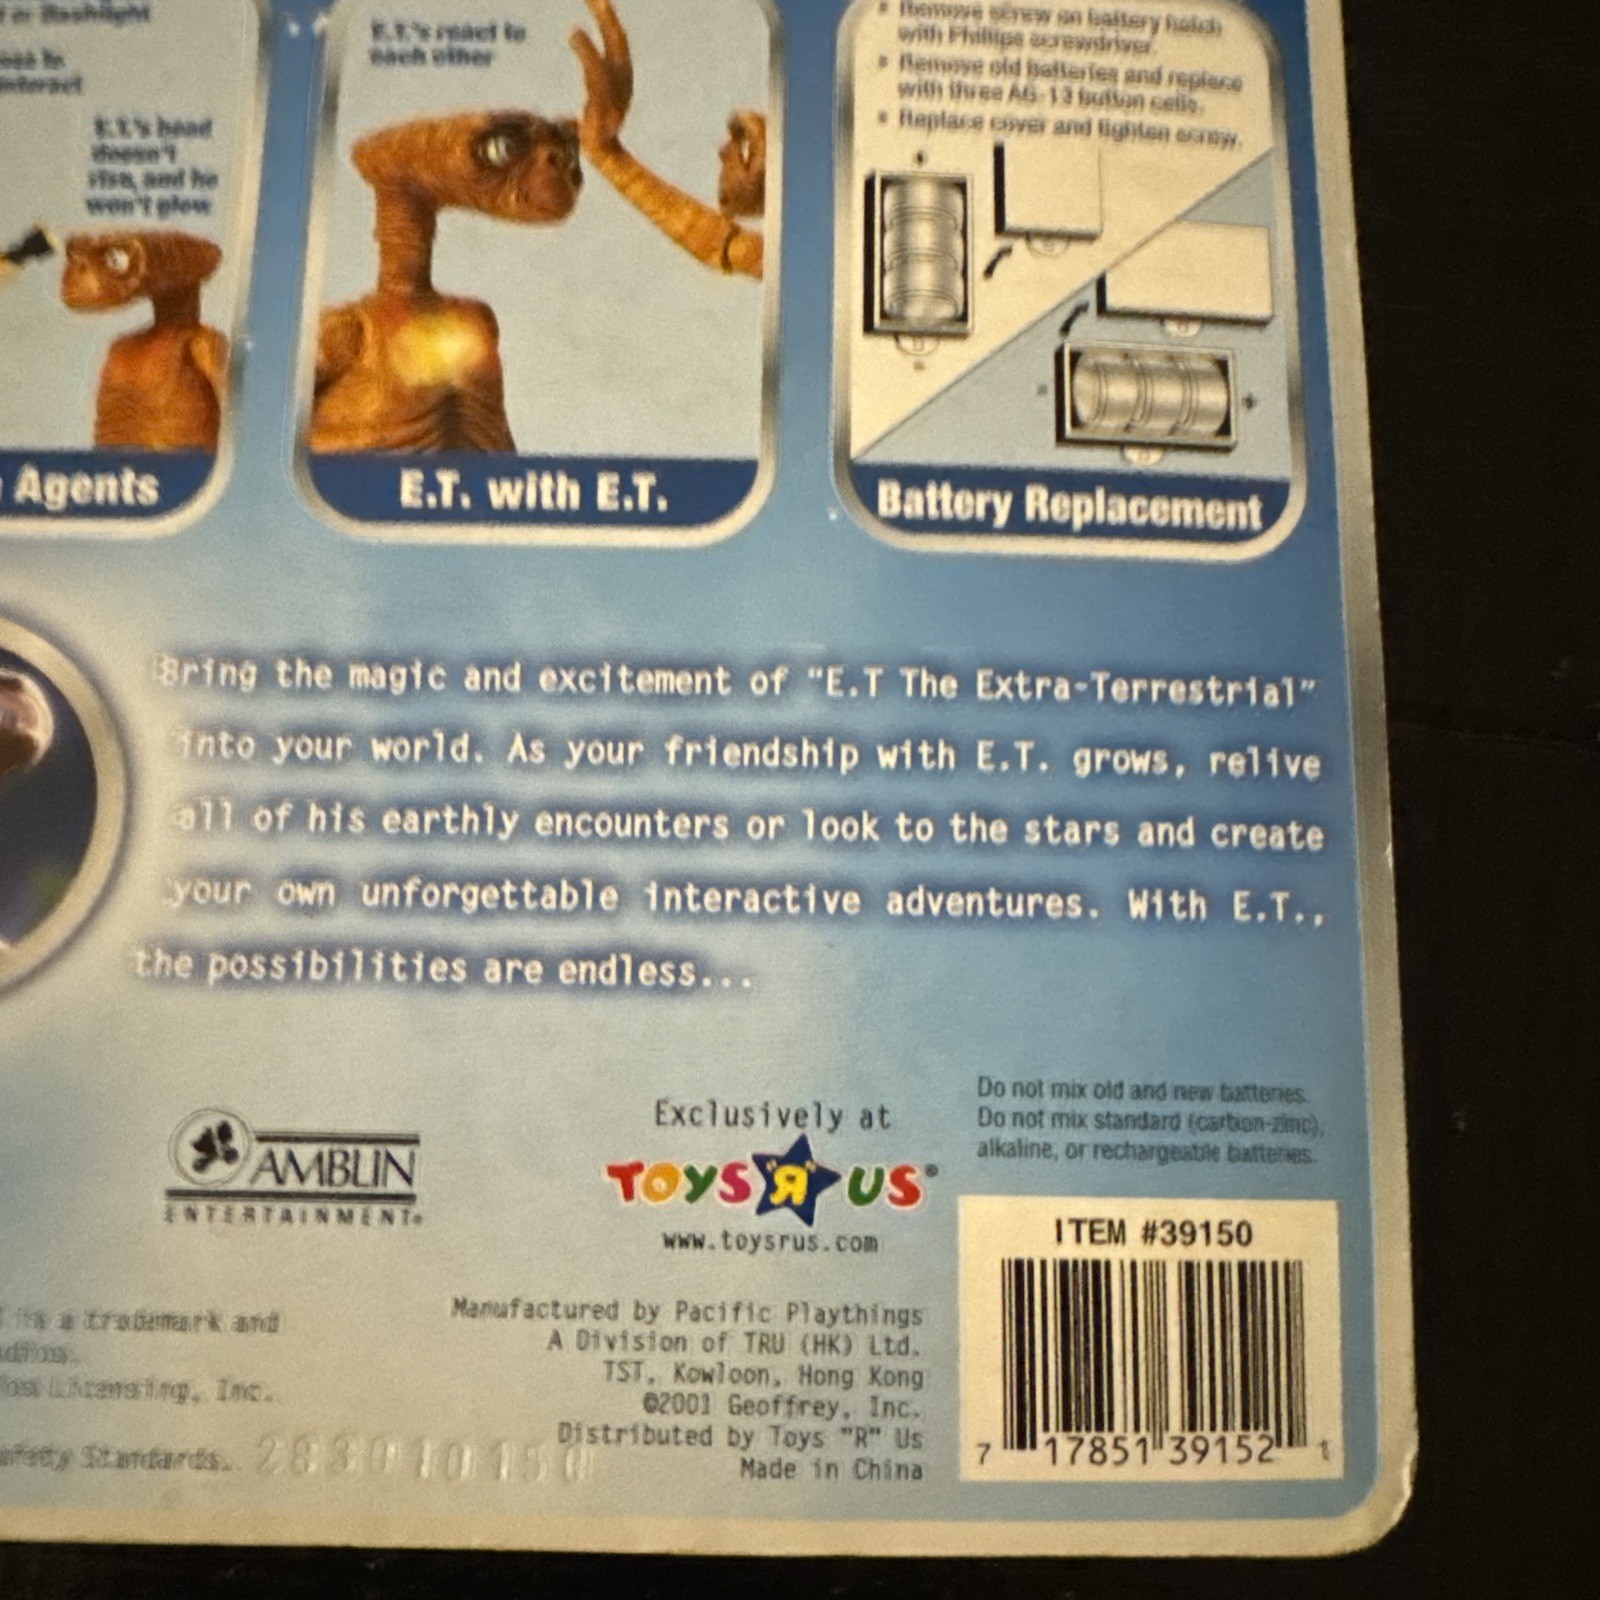 or flashlight
interact
E.T.'s head
doesn't
rise, and he
won't glow
Agents
E.T.'s react to
each other
E.T. with E.T.
• Remove screw on battery hatch
with Phillips screwdriver.
• Remove old batteries and replace
with three AG-13 button cells.
• Replace cover and tighten screw.
Battery Replacement
Bring the magic and excitement of “E.T The Extra-Terrestrial”
into your world. As your friendship with E.T. grows, relive
all of his earthly encounters or look to the stars and create
your own unforgettable interactive adventures. With E.T.,
the possibilities are endless...
AMBLIN
ENTERTAINMENT®
Exclusively at
TOYS "R" US®
www.toysrus.com
Do not mix old and new batteries.
Do not mix standard (carbon-zinc),
alkaline, or rechargeable batteries.
is a trademark and
Licensing, Inc.
Standards.
Manufactured by Pacific Playthings
A Division of TRU (HK) Ltd.
TST, Kowloon, Hong Kong
©2001 Geoffrey, Inc.
Distributed by Toys "R" Us
Made in China
ITEM #39150
7 17851 39152 1